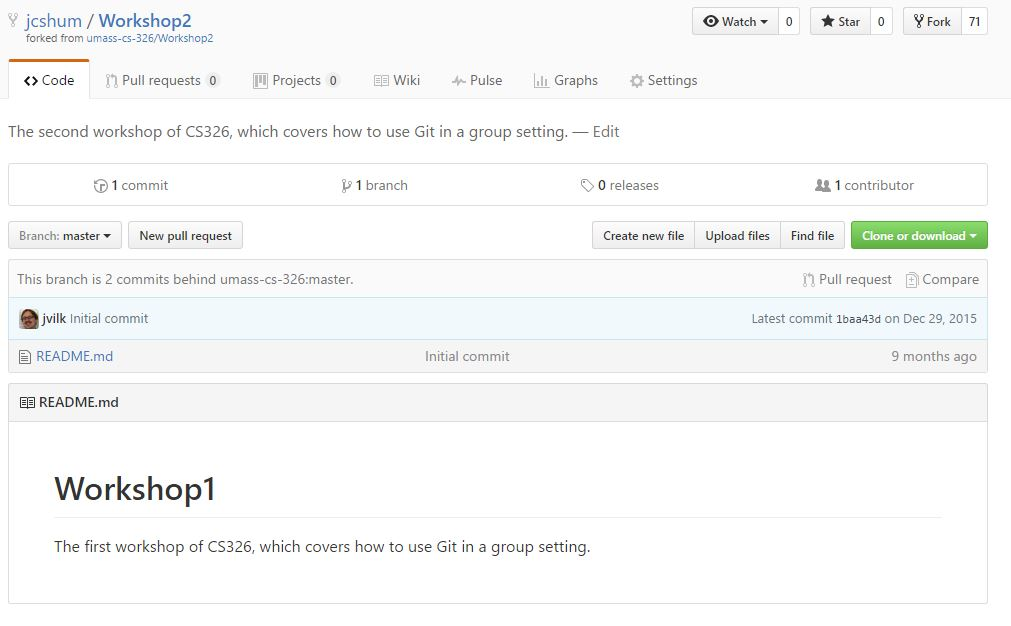 jcshum / Workshop2 Watch 0 Star 0 Fork 71
forked from umass-cs-326/Workshop2
Code Pull requests 0 Projects 0 Wiki Pulse Graphs Settings
The second workshop of CS326, which covers how to use Git in a group setting. — Edit
1 commit 1 branch 0 releases 1 contributor
Branch: master New pull request Create new file Upload files Find file Clone or download
This branch is 2 commits behind umass-cs-326:master. Pull request Compare
jvilk Initial commit Latest commit 1baa43d on Dec 29, 2015
README.md Initial commit 9 months ago
README.md
Workshop1
The first workshop of CS326, which covers how to use Git in a group setting.